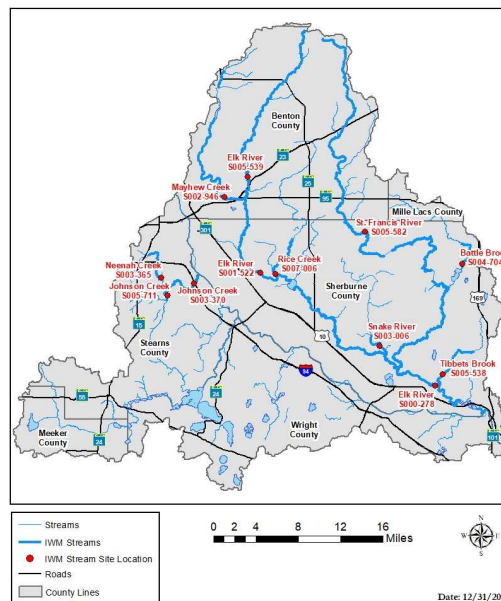 Benton
County
Elk River
S005-539
23
25
Mayhew Creek
S002-946
95
Mille Lacs County
St. Francis River
S005-582
301
Battle Bro
S004-704
Neenah Creek
S003-365
Elk River
S001-522
Rice Creek
S007-006
Johnson Creek
S005-711
Johnson Creek
S003-370
Sherburne
County
169
15
10
Snake River
S003-006
Stearns
County
Tibbets Brook
S005-538
94
Elk River
S000-278
24
Meeker
County
24
Wright
County
101
Streams
IWM Streams
IWM Stream Site Location
Roads
County Lines
0 2 4 8 12 16
Miles
N
W E
S
Date: 12/31/20